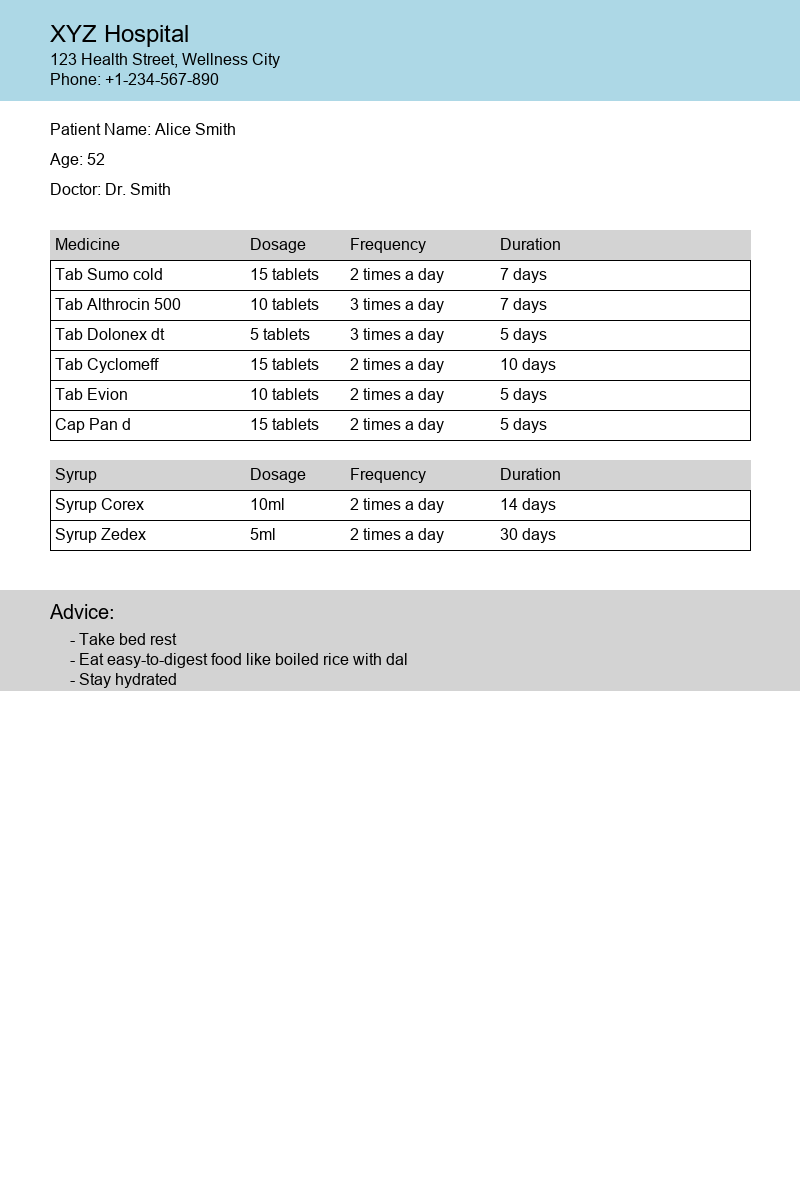 XYZ Hospital
123 Health Street, Wellness City
Phone: +1-234-567-890
Patient Name: Alice Smith
Age: 52
Doctor: Dr. Smith
Medicine Dosage Frequency Duration
Tab Sumo cold 15 tablets 2 times a day 7 days
Tab Althrocin 500 10 tablets 3 times a day 7 days
Tab Dolonex dt 5 tablets 3 times a day 5 days
Tab Cyclomeff 15 tablets 2 times a day 10 days
Tab Evion 10 tablets 2 times a day 5 days
Cap Pan d 15 tablets 2 times a day 5 days
Syrup Dosage Frequency Duration
Syrup Corex 10ml 2 times a day 14 days
Syrup Zedex 5ml 2 times a day 30 days
Advice:
- Take bed rest
- Eat easy-to-digest food like boiled rice with dal
- Stay hydrated